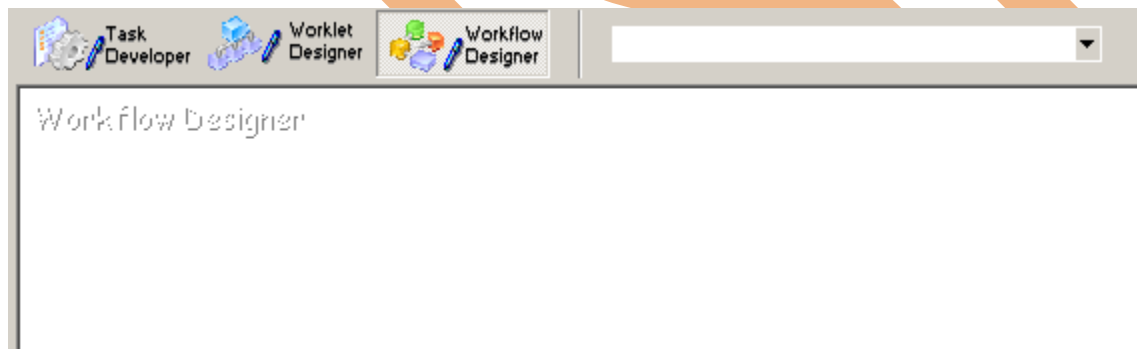 Task
Developer
Worklet
Designer
Workflow
Designer
Workflow Designer